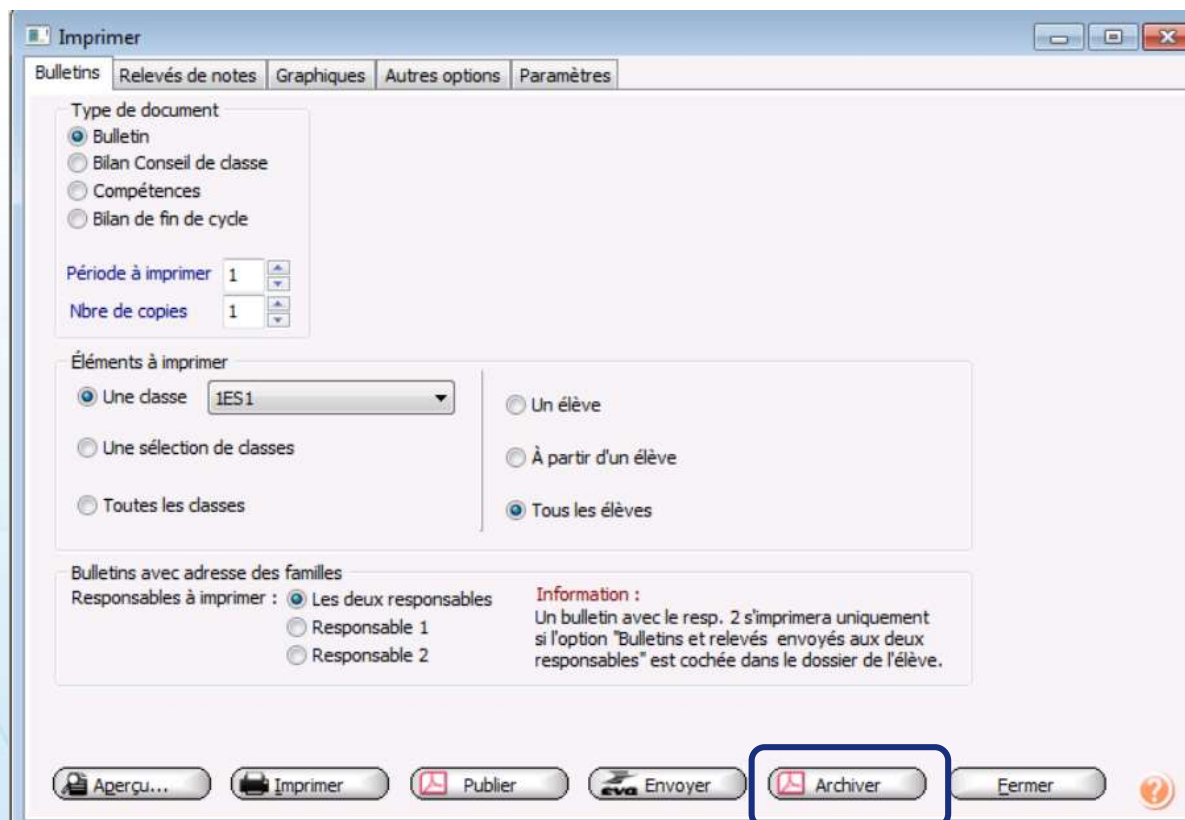 Imprimer
Bulletins Relevés de notes Graphiques Autres options Paramètres
Type de document
Bulletin
Bilan Conseil de classe
Compétences
Bilan de fin de cycle
Période à imprimer 1
Nbre de copies 1
Éléments à imprimer
Une classe 1ES1
Une sélection de classes
Toutes les classes
Un élève
À partir d'un élève
Tous les élèves
Bulletins avec adresse des familles
Responsables à imprimer : Les deux responsables
Responsable 1
Responsable 2
Information :
Un bulletin avec le resp. 2 s'imprimera uniquement
si l'option "Bulletins et relevés envoyés aux deux
responsables" est cochée dans le dossier de l'élève.
Aperçu... Imprimer Publier eva Envoyer Archiver Fermer ?